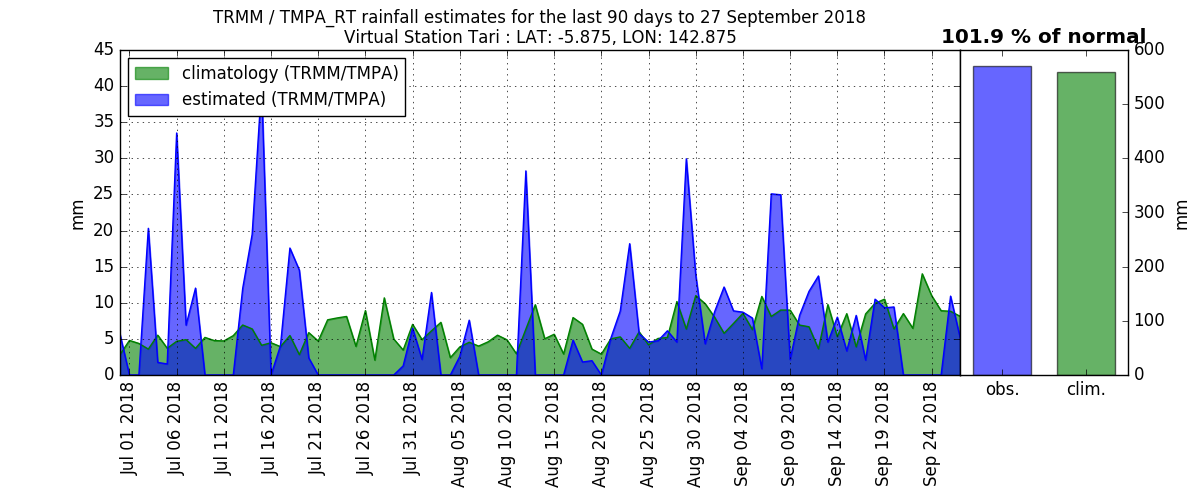 TRMM / TMPA_RT rainfall estimates for the last 90 days to 27 September 2018
Virtual Station Tari : LAT: -5.875, LON: 142.875
101.9 % of normal
climatology (TRMM/TMPA)
estimated (TRMM/TMPA)
45
40
35
30
25
20
15
10
5
0
mm
Jul 01 2018
Jul 06 2018
Jul 11 2018
Jul 16 2018
Jul 21 2018
Jul 26 2018
Jul 31 2018
Aug 05 2018
Aug 10 2018
Aug 15 2018
Aug 20 2018
Aug 25 2018
Aug 30 2018
Sep 04 2018
Sep 09 2018
Sep 14 2018
Sep 19 2018
Sep 24 2018
obs.
clim.
600
500
400
300
200
100
0
mm